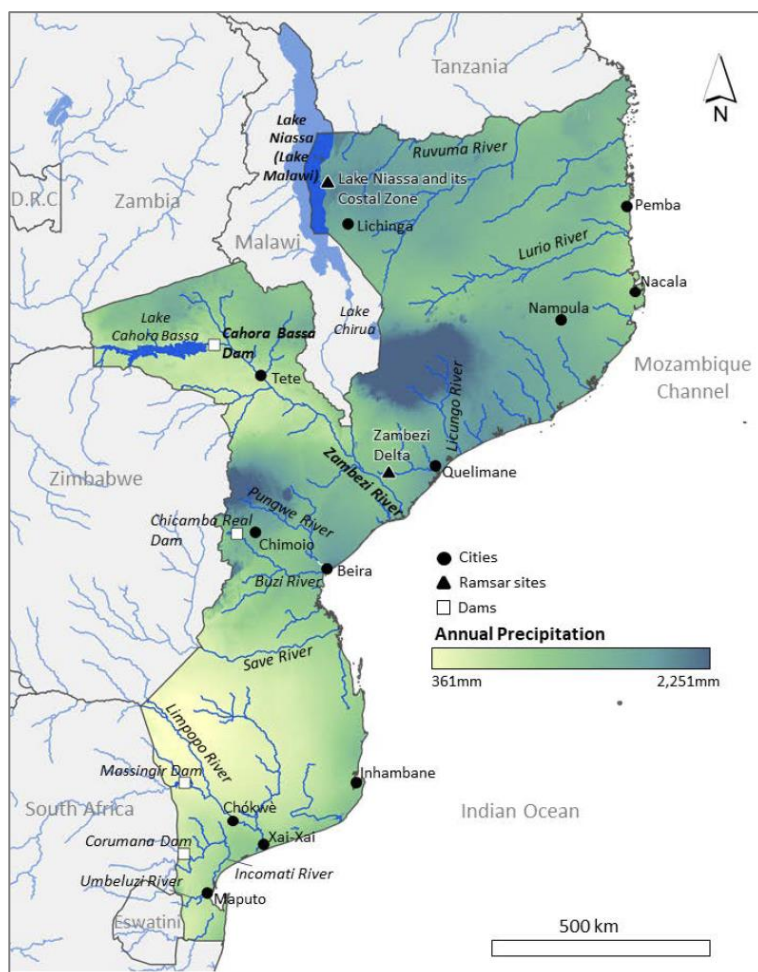 Tanzania
N
Lake
Niassa
(Lake
Malawi)
Ruvuma River
Lake Niassa and its
Costal Zone
D.R.C
Zambia
Pemba
Malawi
Lichinga
Lurio River
Nacala
Nampula
Lake
Cahora Bassa
Cahora Bassa
Dam
Lake
Chirua
Mozambique
Channel
Tete
Licungo River
Zambezi
Delta
Zimbabwe
Zambezi River
Quelimane
Pungwe River
Chicamba Real
Dam
Chimoio
Cities
Buzi River
Beira
Ramsar sites
Dams
Annual Precipitation
Save River
361mm
2,251mm
Limpopo River
Massingir Dam
Inhambane
South Africa
Chókwè
Indian Ocean
Corumana Dam
Xai-Xai
Umbeluzi River
Incomati River
Maputo
Eswatini
500 km